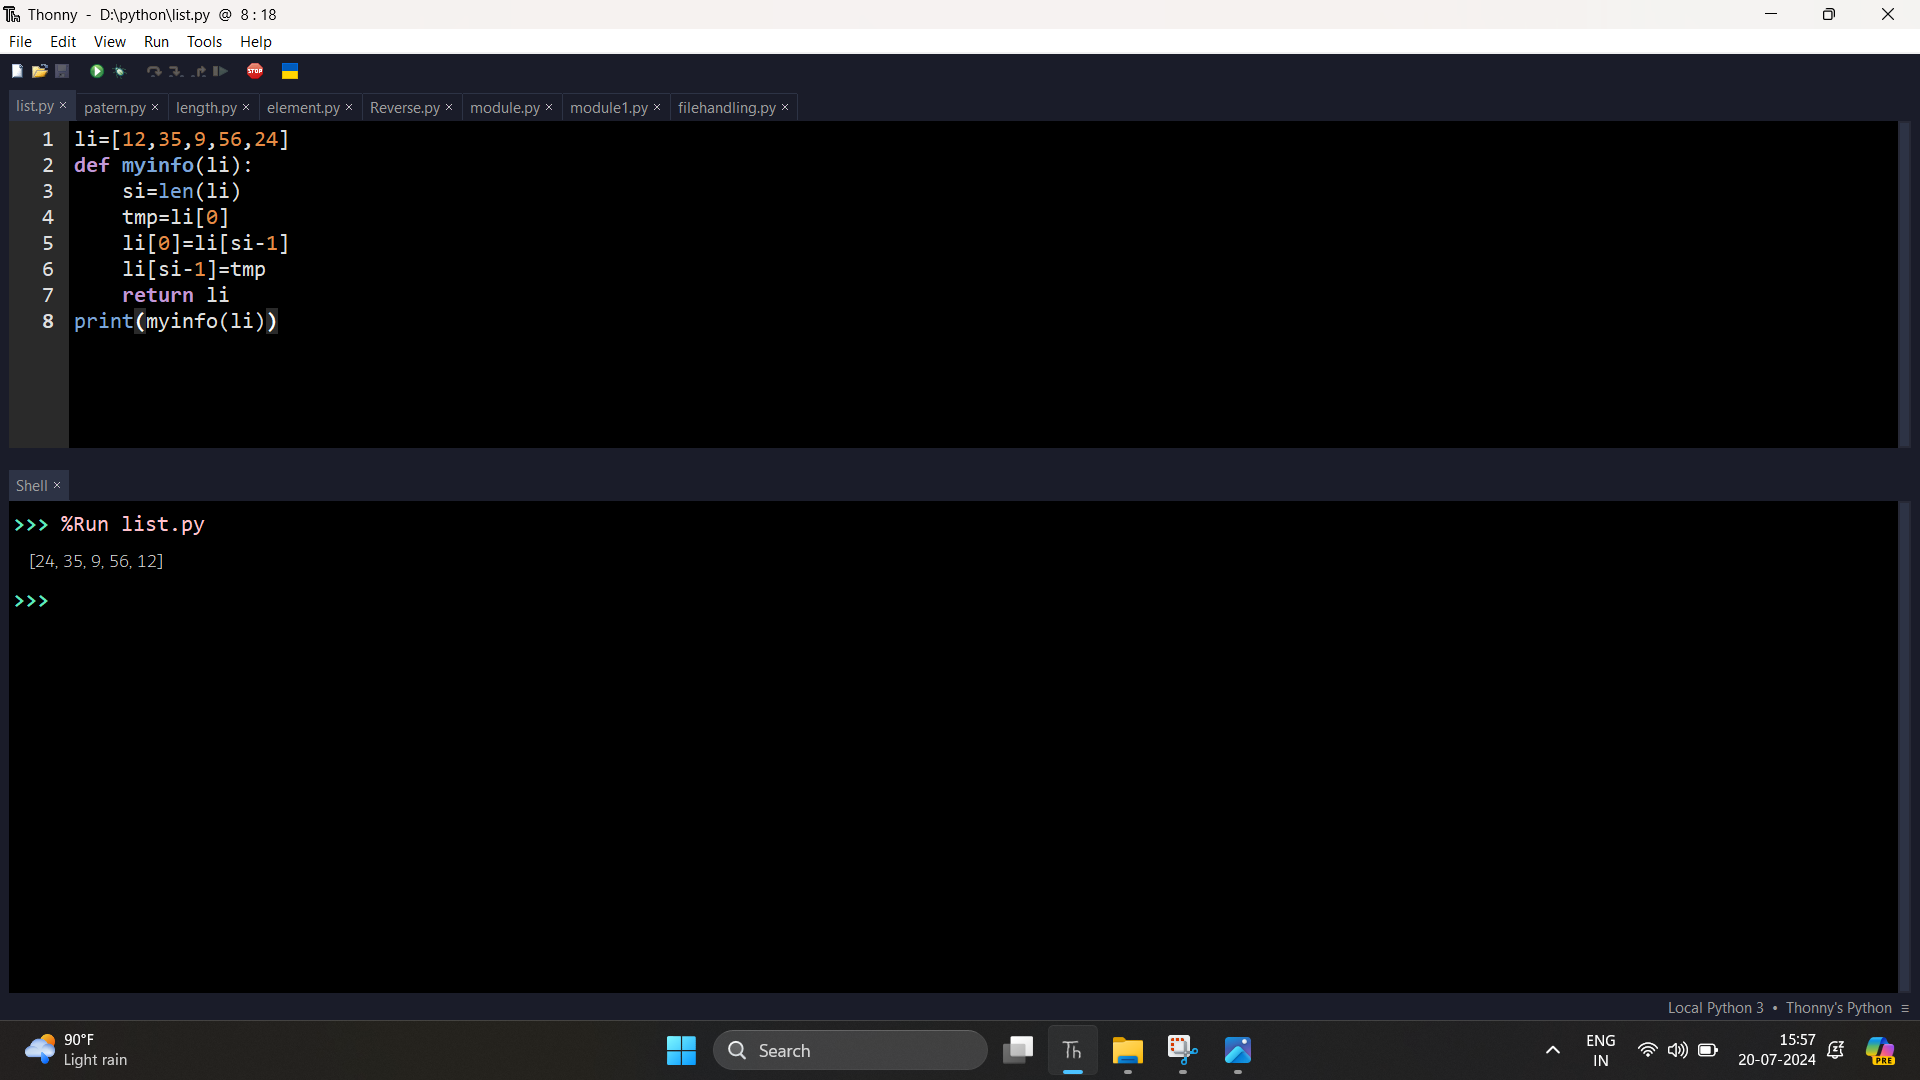 Thonny - D:\python\list.py @ 8 : 18
File Edit View Run Tools Help
STOP
list.py × patern.py × length.py × element.py × Reverse.py × module.py × module1.py × filehandling.py ×
1 li=[12,35,9,56,24]
2 def myinfo(li):
3     si=len(li)
4     tmp=li[0]
5     li[0]=li[si-1]
6     li[si-1]=tmp
7     return li
8 print(myinfo(li))
Shell ×
>>> %Run list.py
[24, 35, 9, 56, 12]
>>>
Local Python 3 • Thonny's Python ≡
90°F
Light rain
Search
Th
ENG
IN
15:57
20-07-2024
PRE